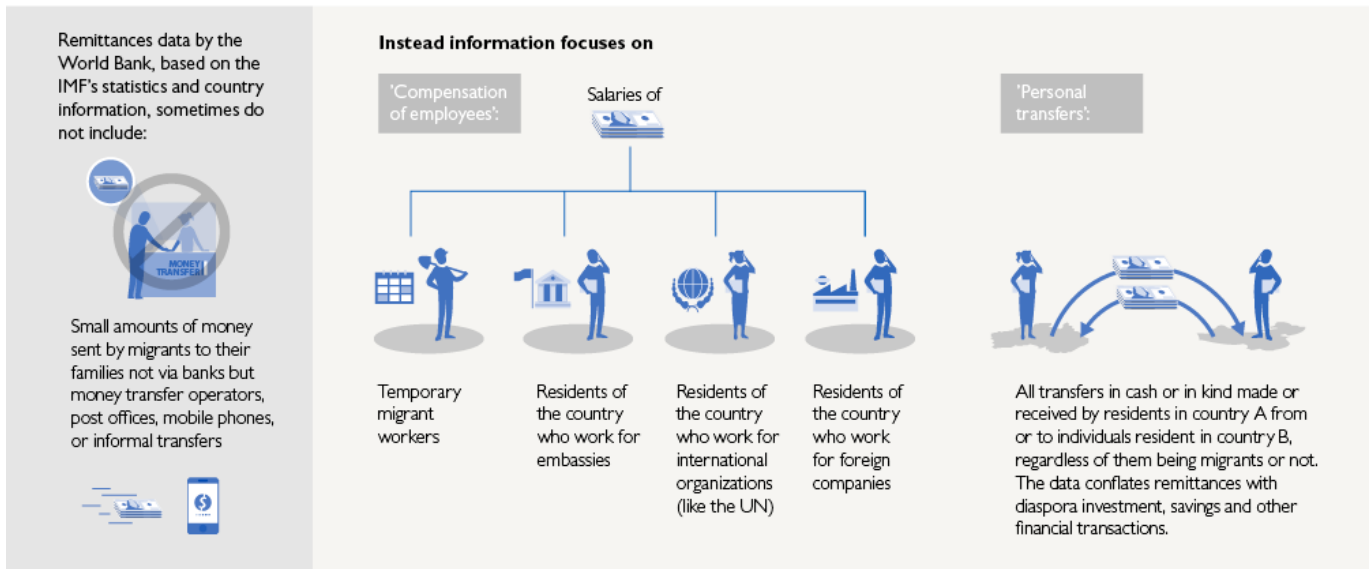 Remittances data by the
World Bank, based on the
IMF's statistics and country
information, sometimes do
not include:
MONEY
TRANSFER
Small amounts of money
sent by migrants to their
families not via banks but
money transfer operators,
post offices, mobile phones,
or informal transfers
Instead information focuses on
'Compensation
of employees':
Salaries of
Temporary
migrant
workers
Residents of
the country
who work for
embassies
Residents of
the country
who work for
international
organizations
(like the UN)
Residents of
the country
who work
for foreign
companies
'Personal
transfers':
All transfers in cash or in kind made or
received by residents in country A from
or to individuals resident in country B,
regardless of them being migrants or not.
The data conflates remittances with
diaspora investment, savings and other
financial transactions.